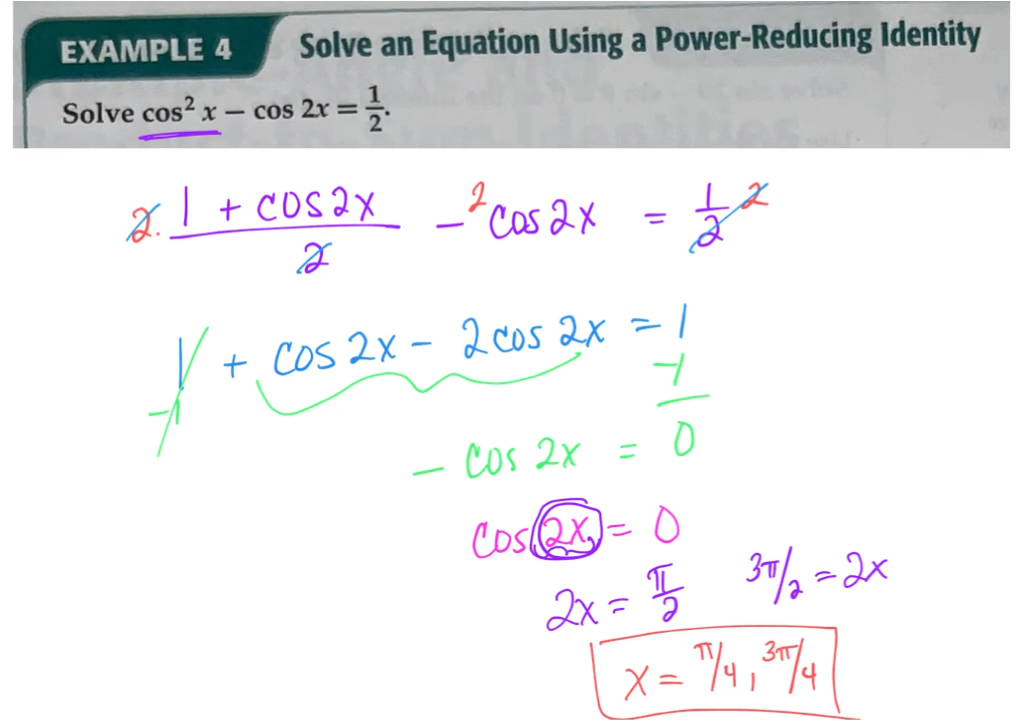 EXAMPLE 4 Solve an Equation Using a Power-Reducing Identity
Solve cos² x − cos 2x = 1/2.
2 · (1 + cos 2x)/2 − 2 cos 2x = 1/2 2
1 + cos 2x − 2 cos 2x = 1
−1 −1
− cos 2x = 0
cos(2x) = 0
2x = π/2 3π/2 = 2x
x = π/4, 3π/4